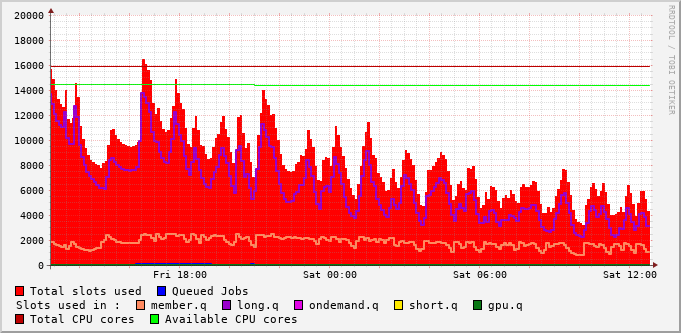 20000
18000
16000
14000
12000
10000
8000
6000
4000
2000
0
Fri 18:00 Sat 00:00 Sat 06:00 Sat 12:00
RRDTOOL / TOBI OETIKER
Total slots used Queued Jobs
Slots used in : member.q long.q ondemand.q short.q gpu.q
Total CPU cores Available CPU cores